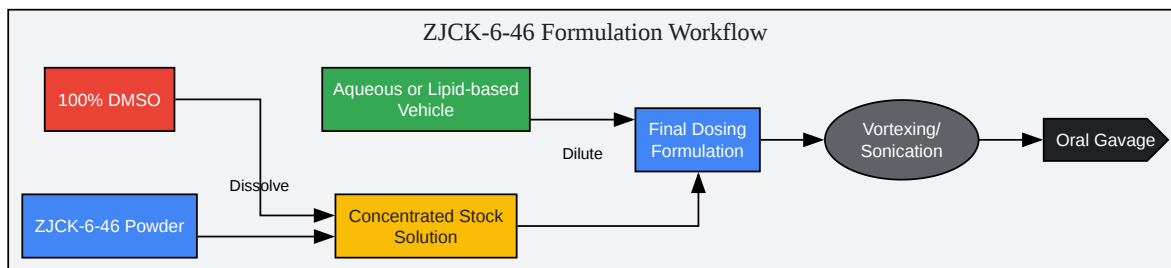 ZJCK-6-46 Formulation Workflow
100% DMSO
Aqueous or Lipid-based
Vehicle
Final Dosing
Formulation
Vortexing/
Sonication
Oral Gavage
Dilute
Dissolve
ZJCK-6-46 Powder
Concentrated Stock
Solution